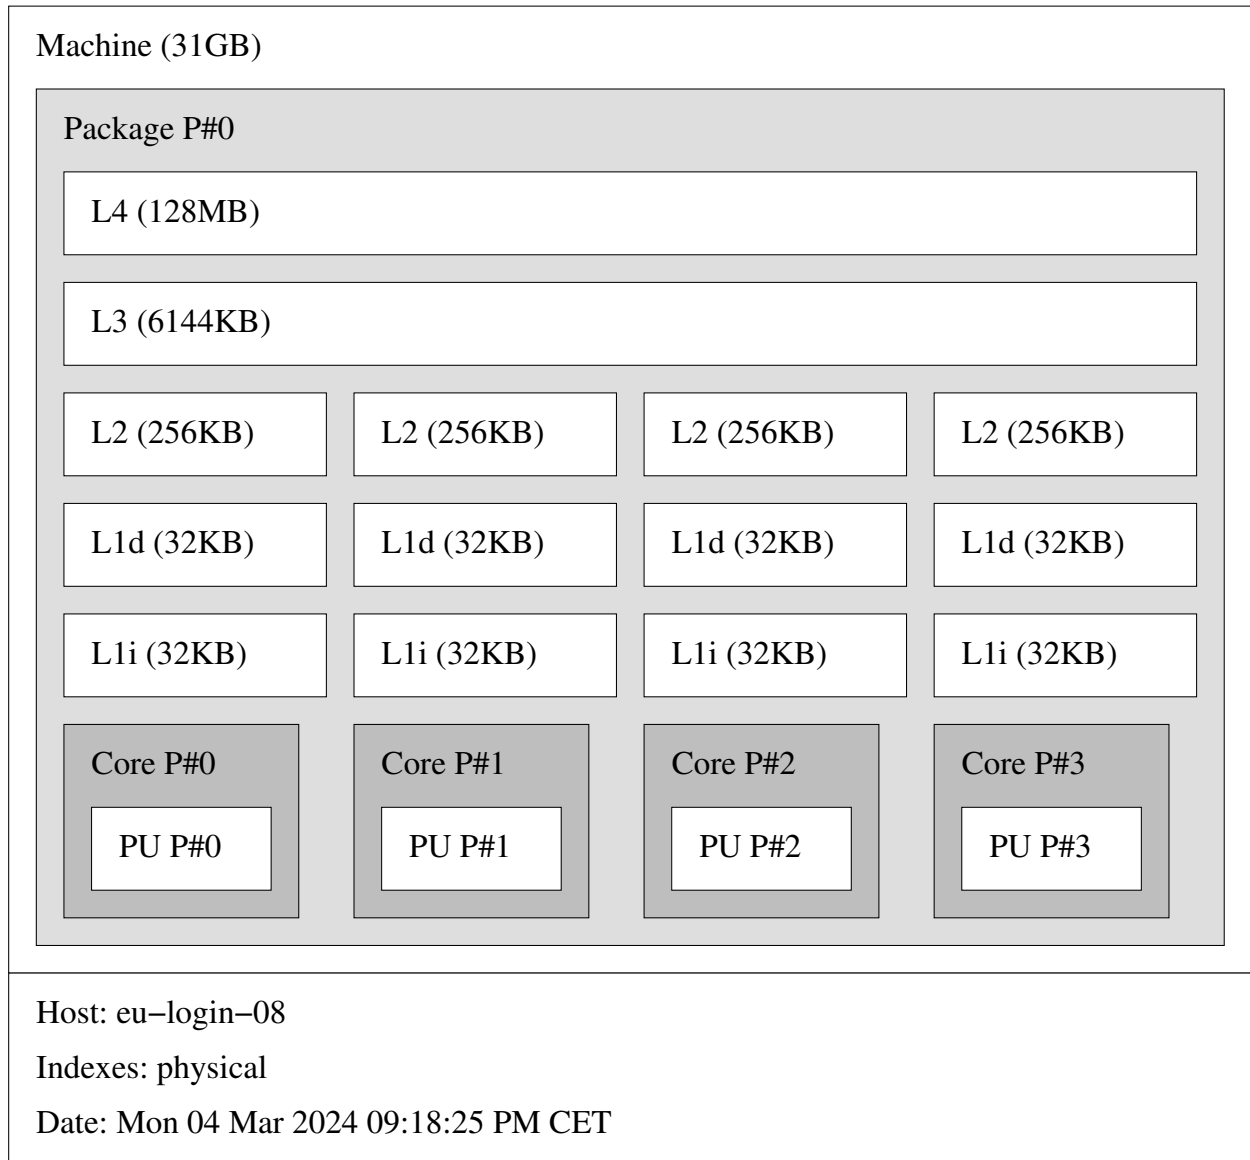 Machine (31GB)
Package P#0
L4 (128MB)
L3 (6144KB)
L2 (256KB) L2 (256KB) L2 (256KB) L2 (256KB)
L1d (32KB) L1d (32KB) L1d (32KB) L1d (32KB)
L1i (32KB) L1i (32KB) L1i (32KB) L1i (32KB)
Core P#0 Core P#1 Core P#2 Core P#3
PU P#0 PU P#1 PU P#2 PU P#3
Host: eu−login−08
Indexes: physical
Date: Mon 04 Mar 2024 09:18:25 PM CET